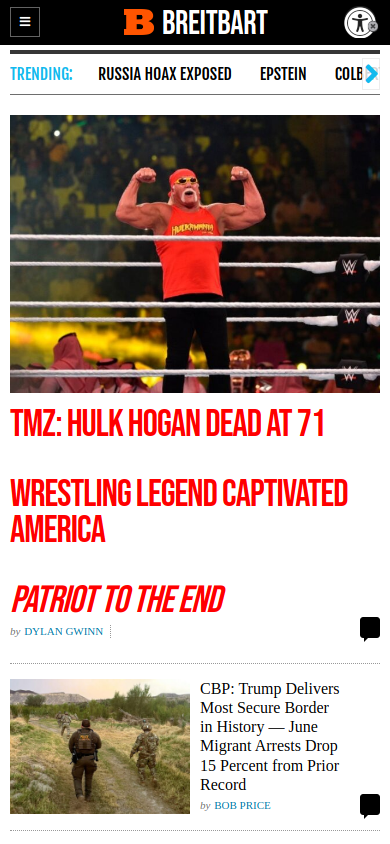 BREITBART
TRENDING:
RUSSIA HOAX EXPOSED
EPSTEIN
COLB
HULKAMANIA
W
W
W
TMZ: HULK HOGAN DEAD AT 71
WRESTLING LEGEND CAPTIVATED
AMERICA
PATRIOT TO THE END
by DYLAN GWINN
CBP: Trump Delivers
Most Secure Border
in History — June
Migrant Arrests Drop
15 Percent from Prior
Record
by BOB PRICE